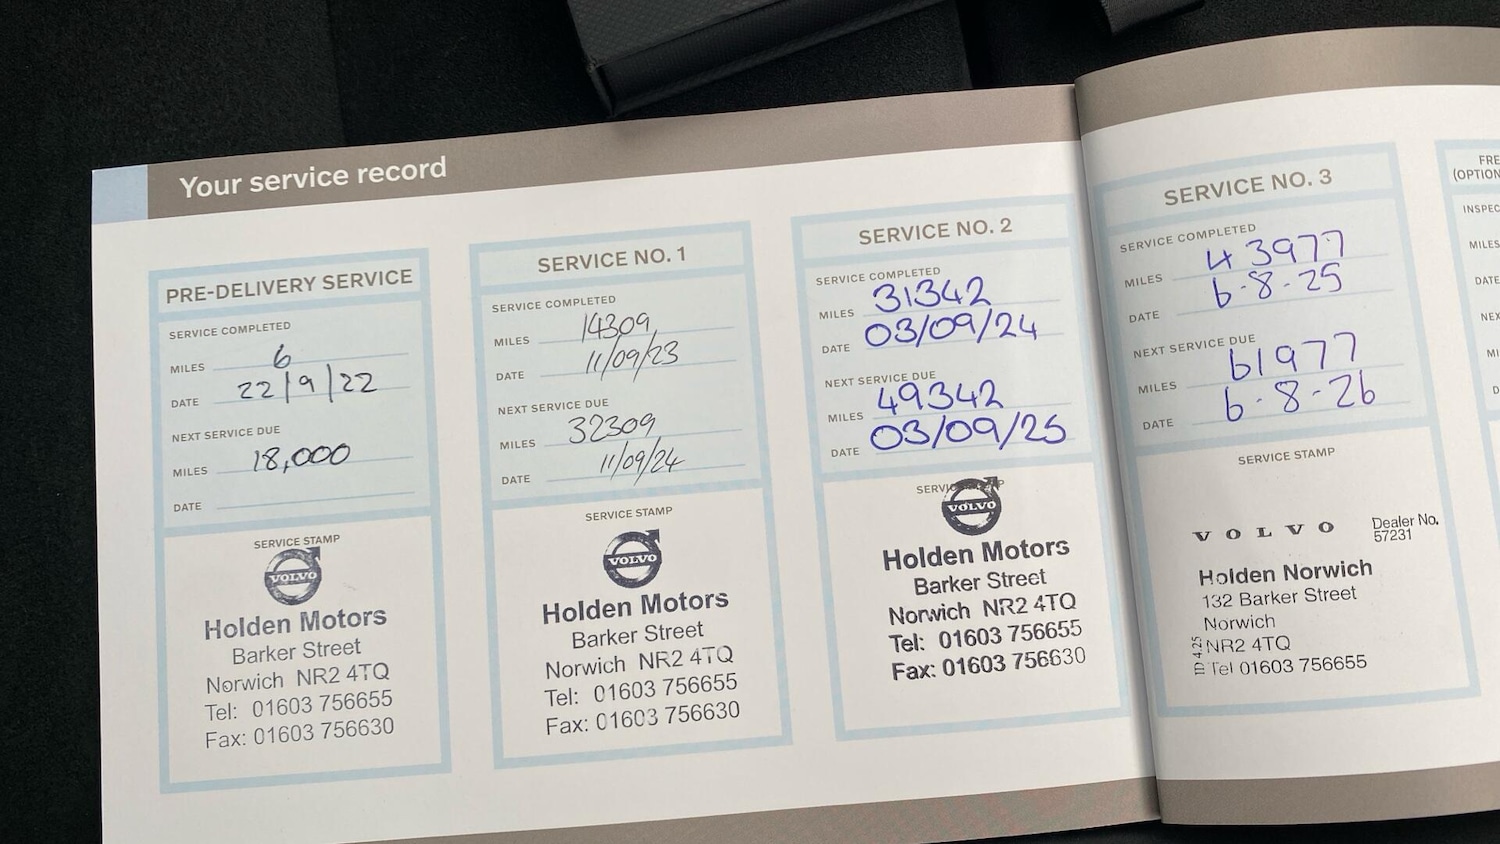 Your service record
PRE-DELIVERY SERVICE
SERVICE COMPLETED
MILES 6
DATE 22/9/22
NEXT SERVICE DUE
MILES 18,000
DATE
SERVICE STAMP
VOLVO
Holden Motors
Barker Street
Norwich NR2 4TQ
Tel: 01603 756655
Fax: 01603 756630
SERVICE NO. 1
SERVICE COMPLETED
MILES 14309
DATE 11/09/23
NEXT SERVICE DUE
MILES 32309
DATE 11/09/24
SERVICE STAMP
VOLVO
Holden Motors
Barker Street
Norwich NR2 4TQ
Tel: 01603 756655
Fax: 01603 756630
SERVICE NO. 2
SERVICE COMPLETED
MILES 31342
DATE 03/09/24
NEXT SERVICE DUE
MILES 49342
DATE 03/09/25
VOLVO
Holden Motors
Barker Street
Norwich NR2 4TQ
Tel: 01603 756655
Fax: 01603 756630
SERVICE NO. 3
SERVICE COMPLETED
MILES 43977
DATE 6-8-25
NEXT SERVICE DUE
MILES 61977
DATE 6-8-26
SERVICE STAMP
VOLVO
Dealer No.
57231
Holden Norwich
132 Barker Street
Norwich
NR2 4TQ
Tel 01603 756655
FRE
(OPTION
INSPEC
MILES
DATE
NEX
MI
D